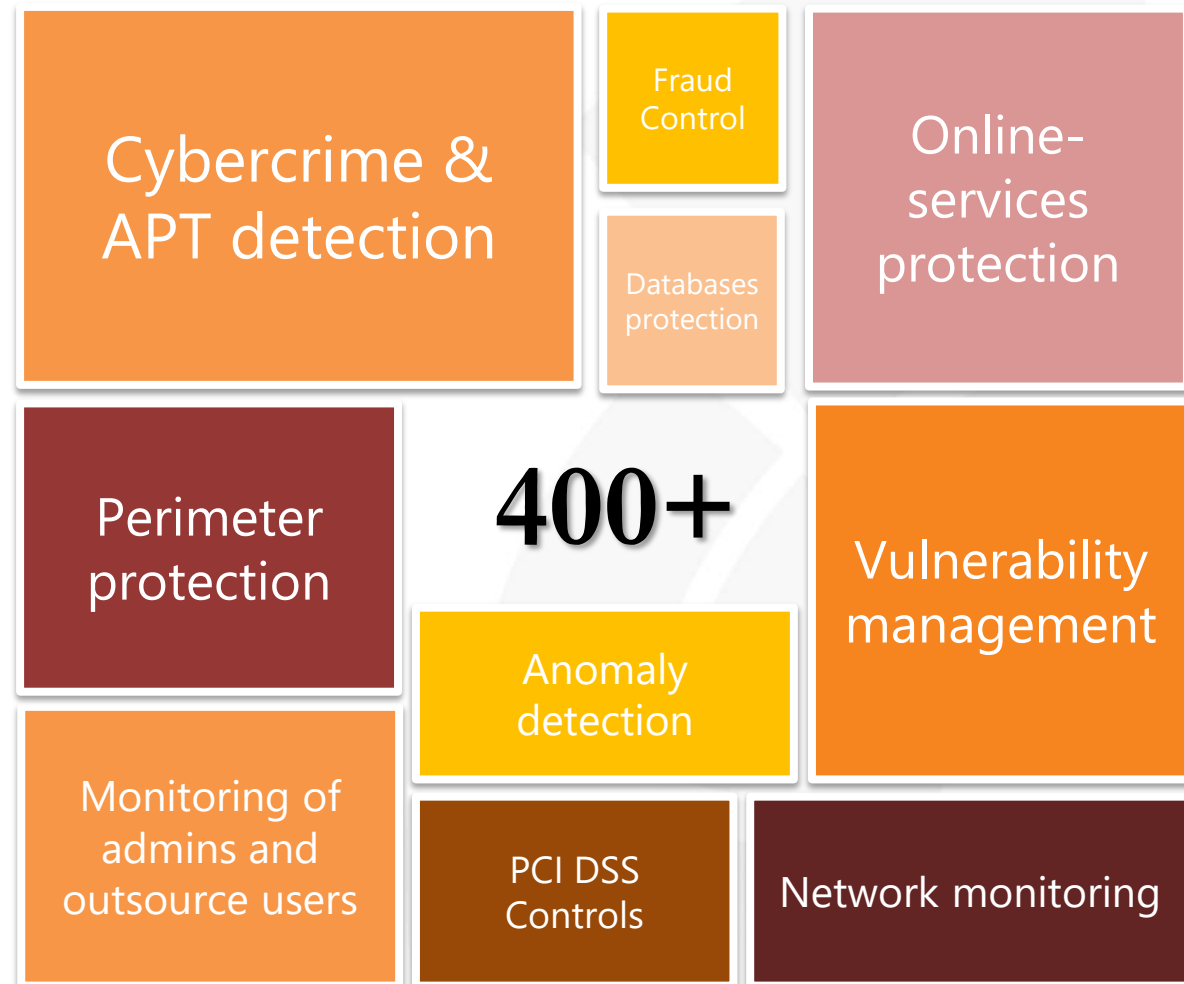 Cybercrime &
APT detection
Fraud
Control
Databases
protection
Online-
services
protection
Perimeter
protection
400+
Vulnerability
management
Anomaly
detection
Monitoring of
admins and
outsource users
PCI DSS
Controls
Network monitoring